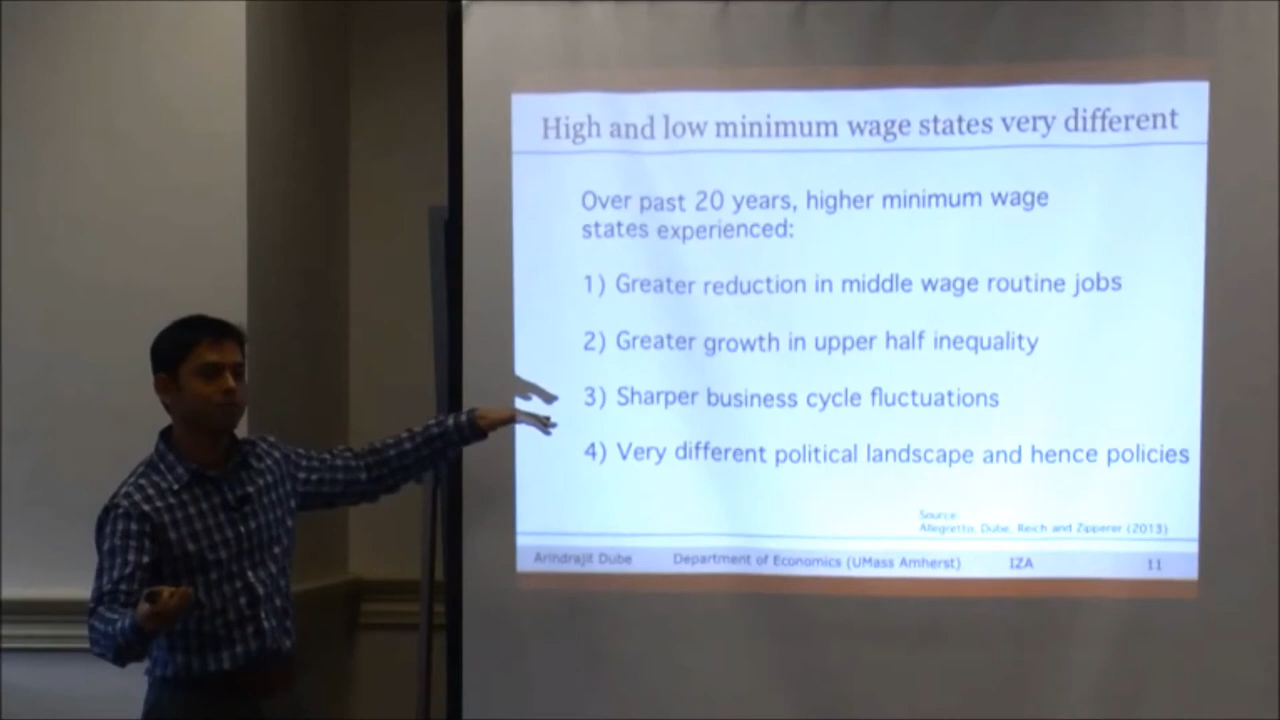 High and low minimum wage states very different
Over past 20 years, higher minimum wage
states experienced:
1) Greater reduction in middle wage routine jobs
2) Greater growth in upper half inequality
3) Sharper business cycle fluctuations
4) Very different political landscape and hence policies
Source:
Allegretto, Dube, Reich and Zipperer (2013)
Arindrajit Dube Department of Economics (UMass Amherst) IZA 11